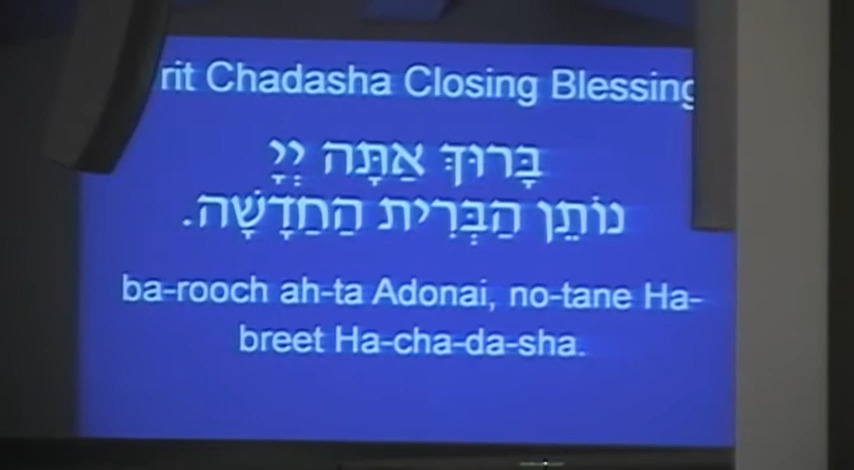 rit Chadasha Closing Blessing
בָּרוּךְ אַתָּה יְיָ
נוֹתֵן הַבְּרִית הַחַדָשָׁה.
ba-rooch ah-ta Adonai, no-tane Ha-
breet Ha-cha-da-sha.